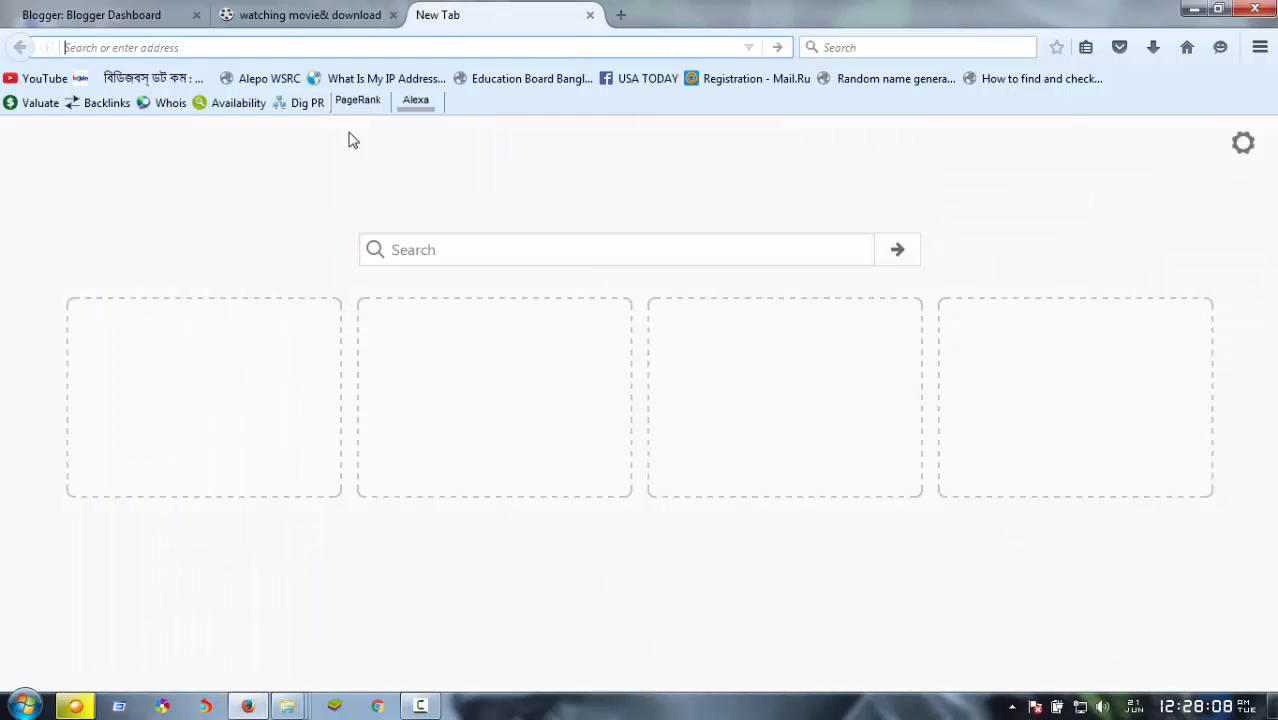 Blogger: Blogger Dashboard
watching movie& download
New Tab
Search or enter address
Search
YouTube
বিডিজবস্ ডট কম : ...
Alepo WSRC
What Is My IP Address...
Education Board Bangl...
USA TODAY
Registration - Mail.Ru
Random name genera...
How to find and check...
Valuate
Backlinks
Whois
Availability
Dig PR
PageRank
Alexa
Search
12:28:08
TUE